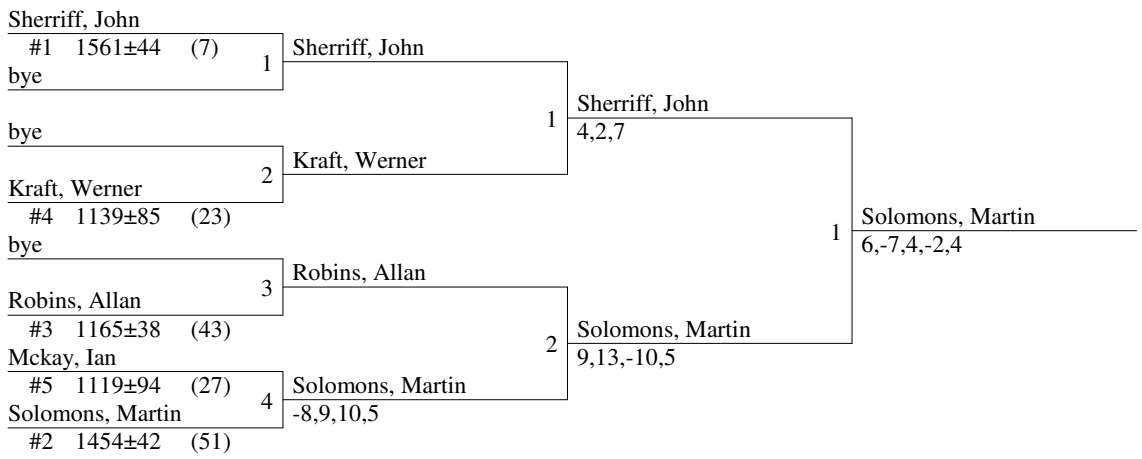 Sherriff, John
#1 1561±44 (7)
bye
1
Sherriff, John
bye
Kraft, Werner
#4 1139±85 (23)
2
Kraft, Werner
1
Sherriff, John
4,2,7
bye
Robins, Allan
#3 1165±38 (43)
3
Robins, Allan
Mckay, Ian
#5 1119±94 (27)
Solomons, Martin
#2 1454±42 (51)
4
Solomons, Martin
-8,9,10,5
2
Solomons, Martin
9,13,-10,5
1
Solomons, Martin
6,-7,4,-2,4